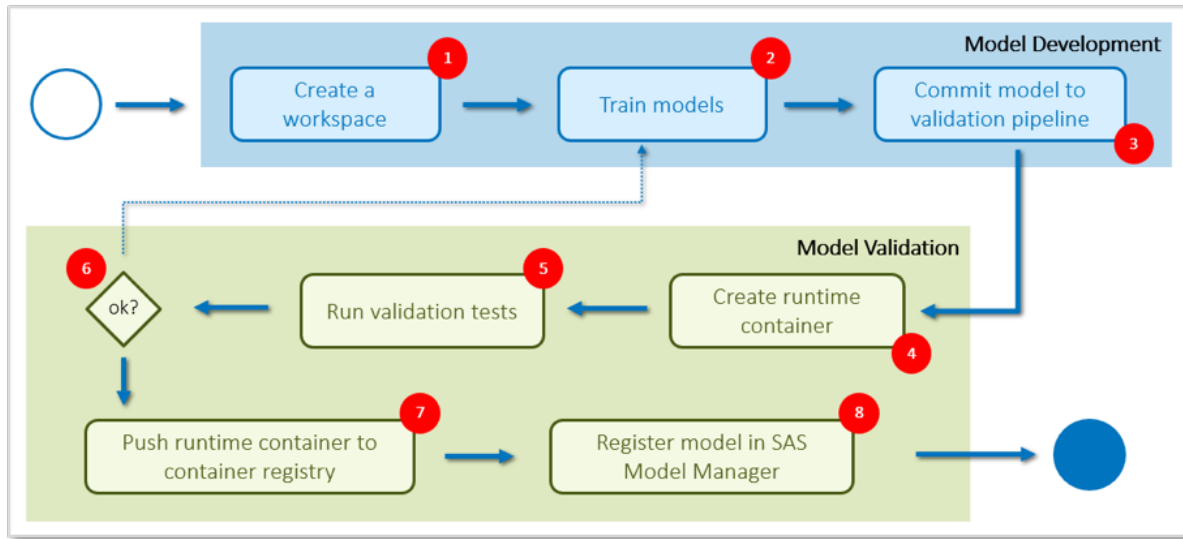 Model Development
1
Create a
workspace
2
Train models
Commit model to
validation pipeline
3
Model Validation
6
ok?
5
Run validation tests
Create runtime
container
4
7
Push runtime container to
container registry
8
Register model in SAS
Model Manager